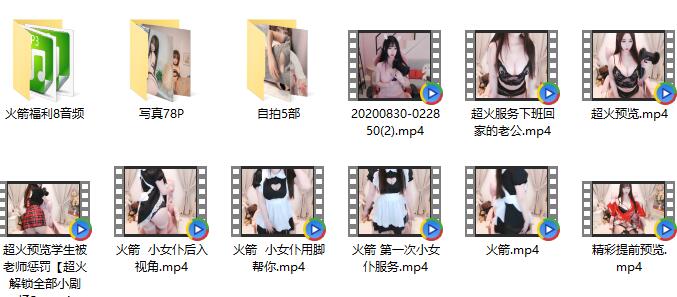 火箭福利8音频
写真78P
自拍5部
20200830-0228
50(2).mp4
超火服务下班回
家的老公.mp4
超火预览.mp4
超火预览学生被
老师惩罚【超火
解锁全部小剧
火箭  小女仆后入
视角.mp4
火箭  小女仆用脚
帮你.mp4
火箭 第一次小女
仆服务.mp4
火箭.mp4
精彩提前预览.
mp4